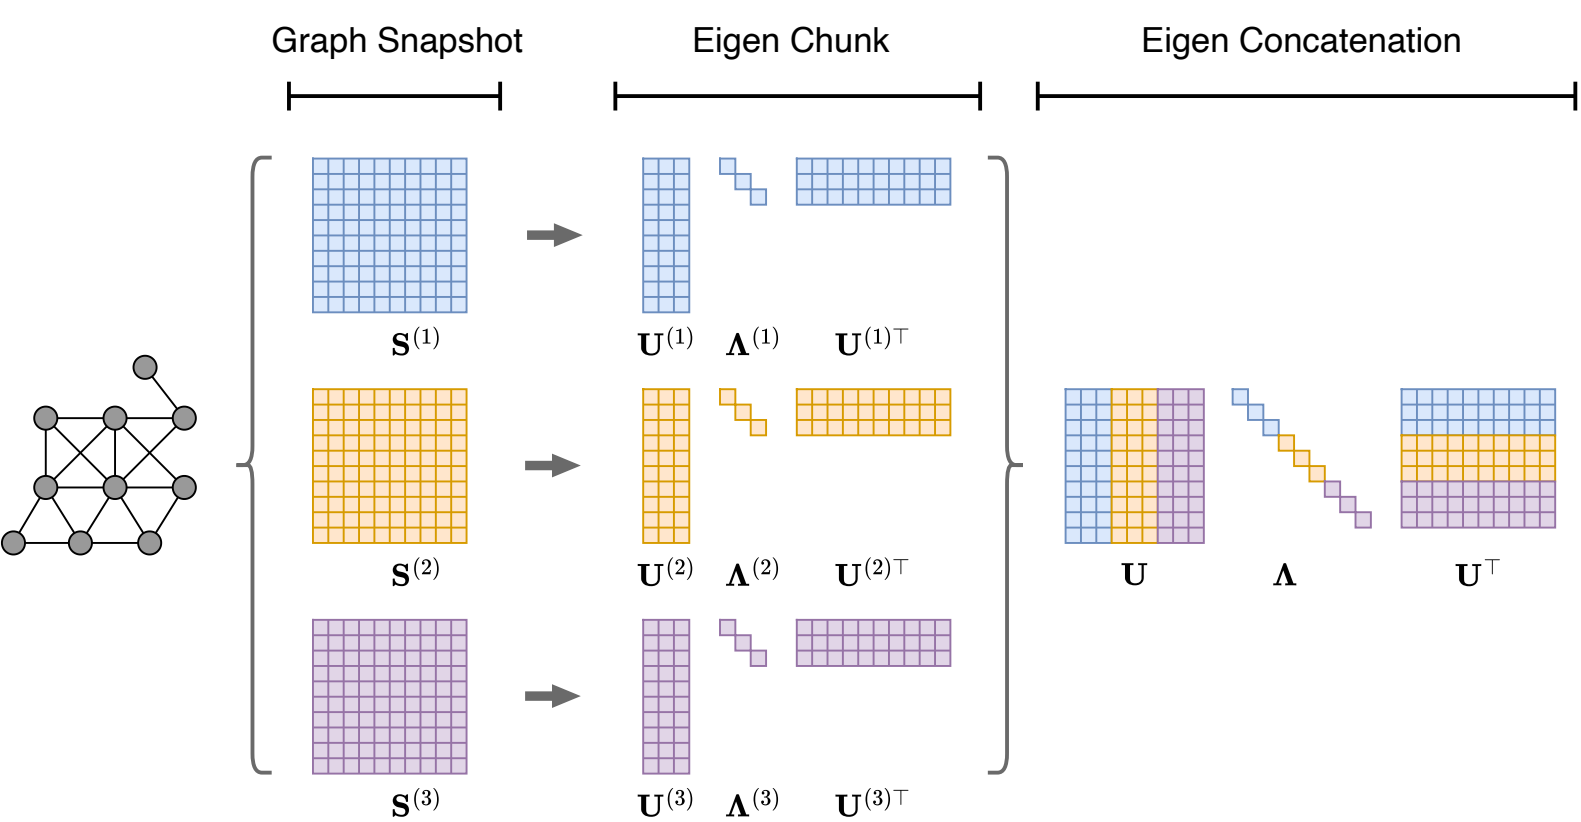 Graph Snapshot Eigen Chunk Eigen Concatenation
𝐒⁽¹⁾ 𝐔⁽¹⁾ 𝚲⁽¹⁾ 𝐔⁽¹⁾⊤
𝐒⁽²⁾ 𝐔⁽²⁾ 𝚲⁽²⁾ 𝐔⁽²⁾⊤ 𝐔 𝚲 𝐔⊤
𝐒⁽³⁾ 𝐔⁽³⁾ 𝚲⁽³⁾ 𝐔⁽³⁾⊤